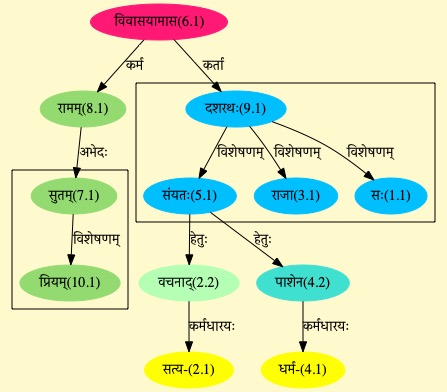 विवासयामास(6.1)
कर्म
कर्ता
रामम्(8.1)
दशरथः(9.1)
अभेदः
विशेषणम्
विशेषणम्
विशेषणम्
सुतम्(7.1)
संयतः(5.1)
राजा(3.1)
सः(1.1)
विशेषणम्
हेतुः
हेतुः
प्रियम्(10.1)
वचनाद्(2.2)
पाशेन(4.2)
कर्मधारयः
कर्मधारयः
सत्य-(2.1)
धर्म-(4.1)